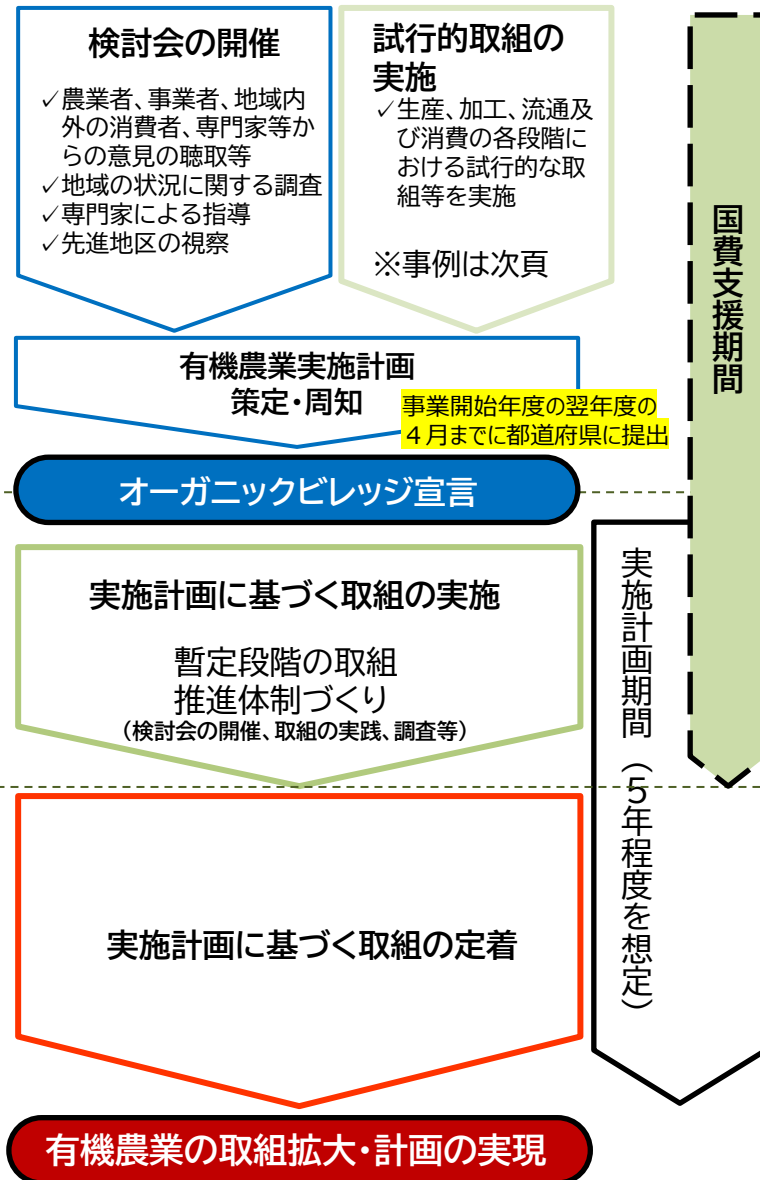 検討会の開催
✓農業者、事業者、地域内
外の消費者、専門家等か
らの意見の聴取等
✓地域の状況に関する調査
✓専門家による指導
✓先進地区の視察
試行的取組の
実施
✓生産、加工、流通及
び消費の各段階に
おける試行的な取
組等を実施
※事例は次頁
国費支援期間
有機農業実施計画
策定・周知
事業開始年度の翌年度の
４月までに都道府県に提出
オーガニックビレッジ宣言
実施計画に基づく取組の実施
暫定段階の取組
推進体制づくり
（検討会の開催、取組の実践、調査等）
実施計画期間（５年程度を想定）
実施計画に基づく取組の定着
有機農業の取組拡大・計画の実現